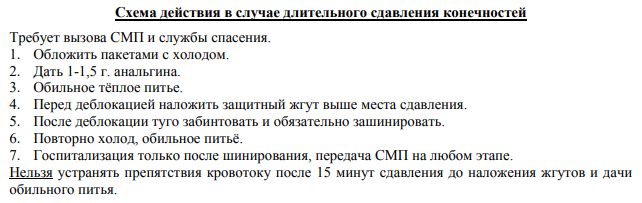 Схема действия в случае длительного сдавления конечностей
Требует вызова СМП и службы спасения.
1. Обложить пакетами с холодом.
2. Дать 1-1,5 г. анальгина.
3. Обильное тёплое питье.
4. Перед деблокацией наложить защитный жгут выше места сдавления.
5. После деблокации туго забинтовать и обязательно зашинировать.
6. Повторно холод, обильное питьё.
7. Госпитализация только после шинирования, передача СМП на любом этапе.
Нельзя устранять препятствия кровотоку после 15 минут сдавления до наложения жгутов и дачи
обильного питья.